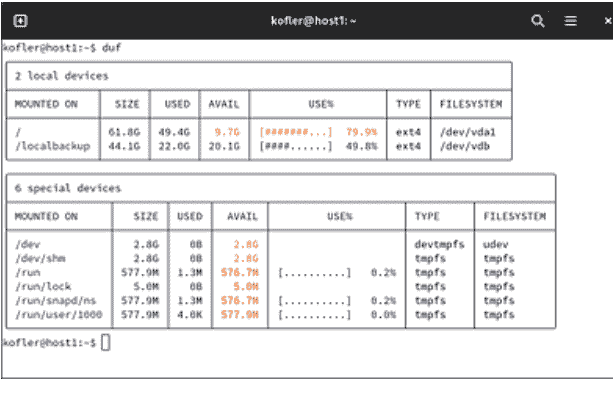 kofler@host1: ~
kofler@host1:~$ duf
2 local devices
MOUNTED ON SIZE USED AVAIL USE% TYPE FILESYSTEM
/ 61.8G 49.4G 9.7G [#######...] 79.9% ext4 /dev/vda1
/localbackup 44.1G 22.0G 20.1G [####......] 49.8% ext4 /dev/vdb
6 special devices
MOUNTED ON SIZE USED AVAIL USE% TYPE FILESYSTEM
/dev 2.8G 0B 2.8G devtmpfs udev
/dev/shm 2.8G 0B 2.8G tmpfs tmpfs
/run 577.9M 1.3M 576.7M [..........] 0.2% tmpfs tmpfs
/run/lock 5.0M 0B 5.0M tmpfs tmpfs
/run/snapd/ns 577.9M 1.3M 576.7M [..........] 0.2% tmpfs tmpfs
/run/user/1000 577.9M 4.0K 577.9M [..........] 0.0% tmpfs tmpfs
kofler@host1:~$